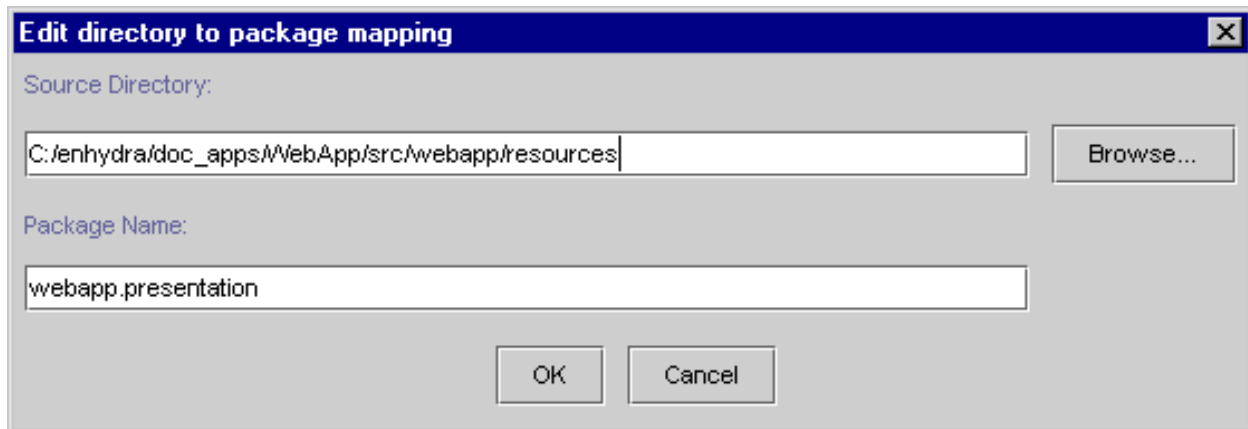 Edit directory to package mapping
Source Directory:
C:/enhydra/doc_apps/WebApp/src/webapp/resources
Browse...
Package Name:
webapp.presentation
OK
Cancel